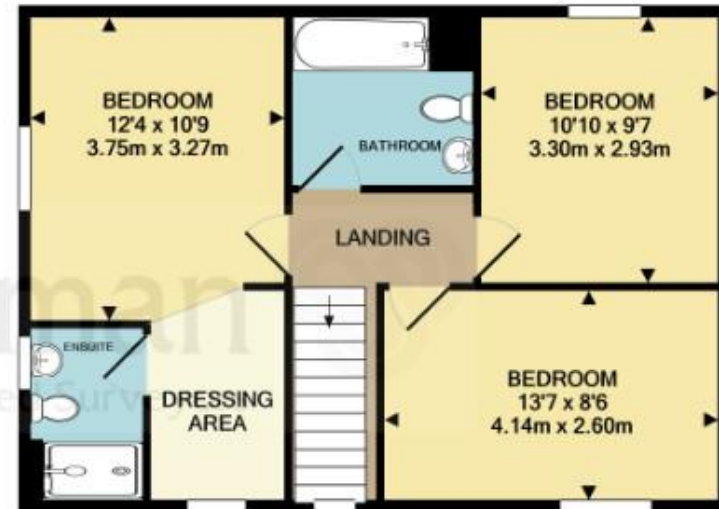 BEDROOM
12'4 x 10'9
3.75m x 3.27m
BATHROOM
BEDROOM
10'10 x 9'7
3.30m x 2.93m
LANDING
ENSUITE
DRESSING
AREA
BEDROOM
13'7 x 8'6
4.14m x 2.60m